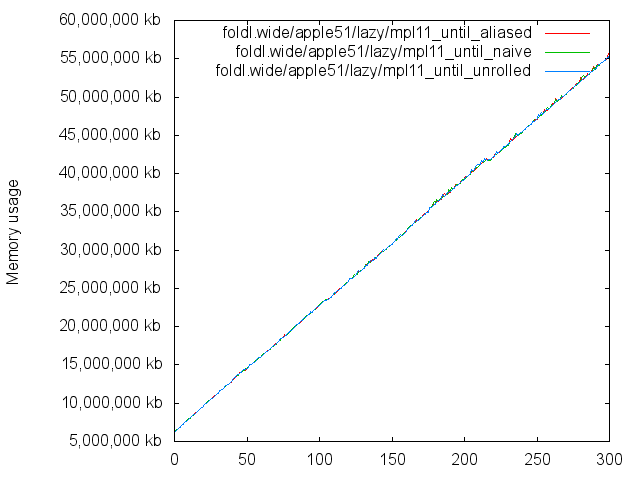 60,000,000 kb
55,000,000 kb
50,000,000 kb
45,000,000 kb
40,000,000 kb
35,000,000 kb
30,000,000 kb
25,000,000 kb
20,000,000 kb
15,000,000 kb
10,000,000 kb
5,000,000 kb
Memory usage
foldl.wide/apple51/lazy/mpl11_until_aliased
foldl.wide/apple51/lazy/mpl11_until_naive
foldl.wide/apple51/lazy/mpl11_until_unrolled
0 50 100 150 200 250 300